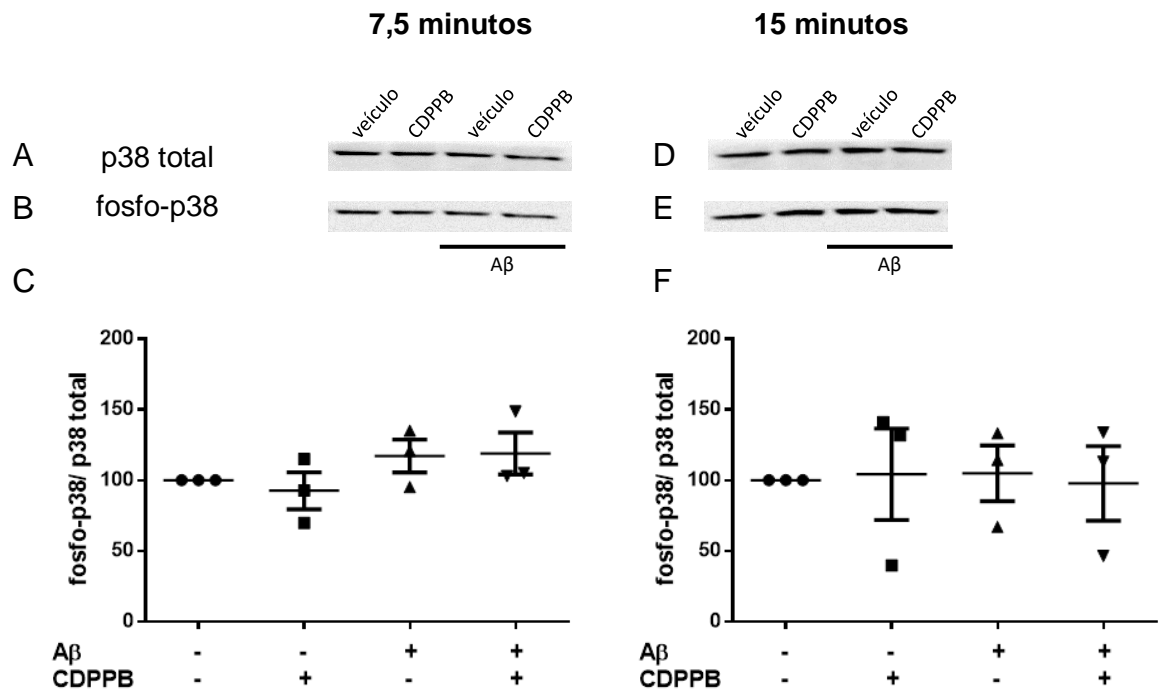 7,5 minutos 15 minutos
veículo CDPPB veículo CDPPB veículo CDPPB veículo CDPPB
A p38 total D
B fosfo-p38 E
Aβ Aβ
C F
fosfo-p38/ p38 total
200
150
100
50
0
Aβ - - + +
CDPPB - + - +
fosfo-p38/ p38 total
200
150
100
50
0
Aβ - - + +
CDPPB - + - +